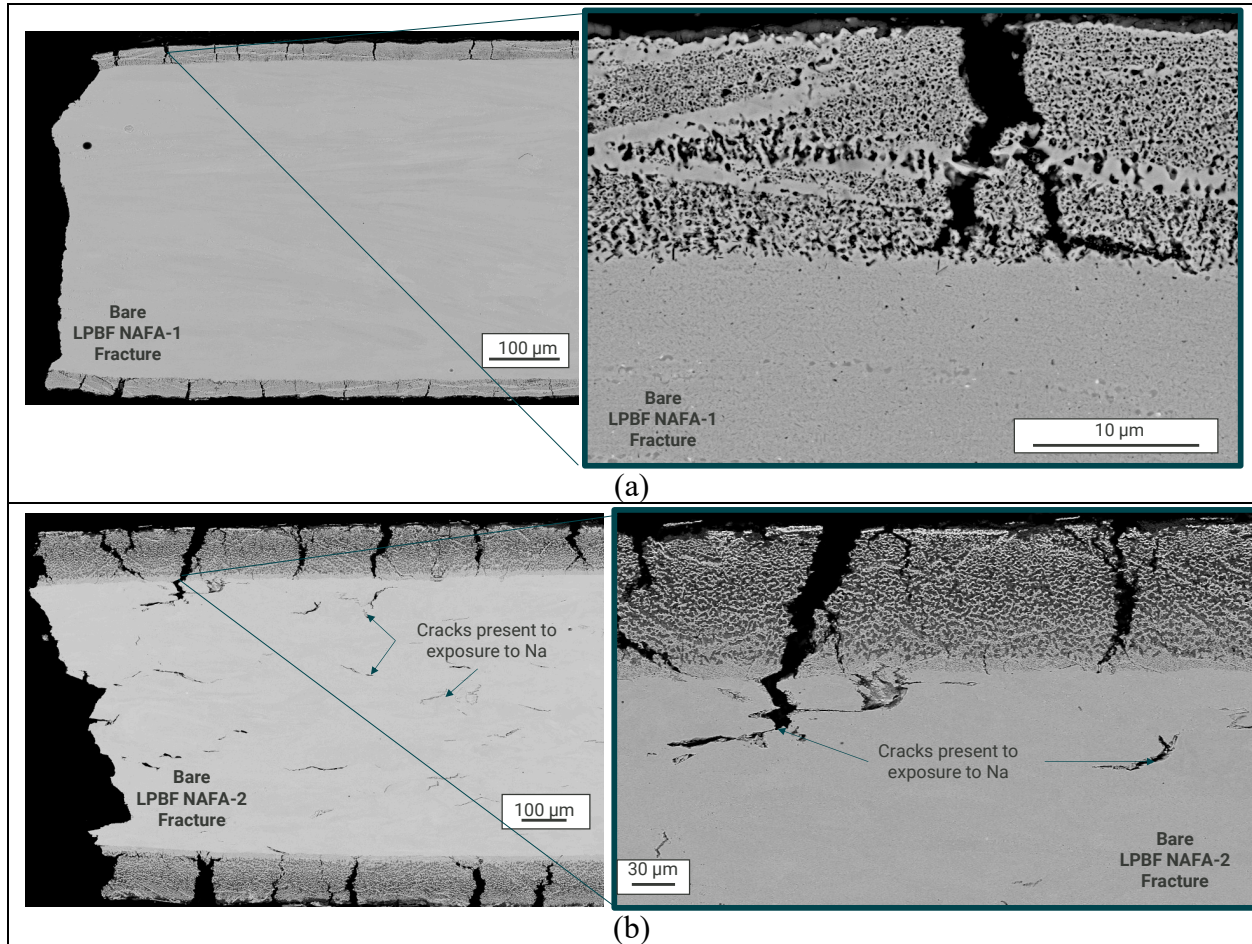 Bare
LPBF NAFA-1
Fracture
100 µm
Bare
LPBF NAFA-1
Fracture
10 µm
(a)
Cracks present to
exposure to Na
Bare
LPBF NAFA-2
Fracture
100 µm
Cracks present to
exposure to Na
30 µm
Bare
LPBF NAFA-2
Fracture
(b)